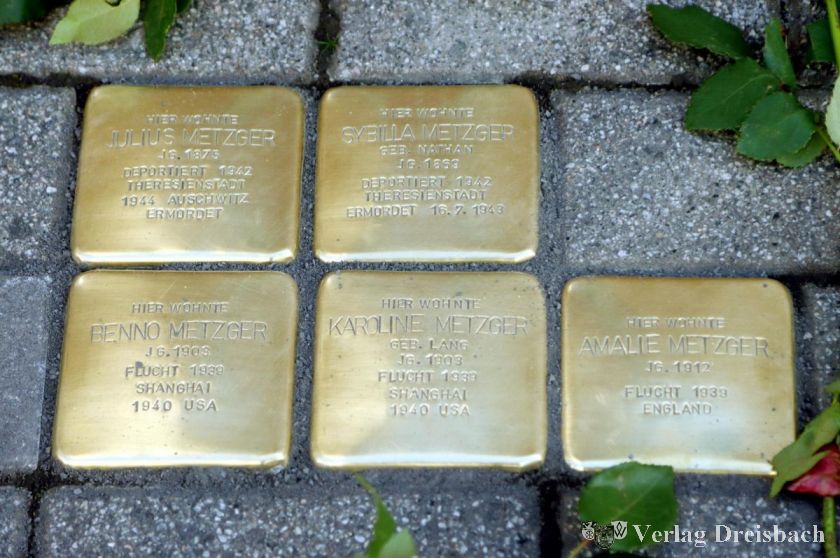 HIER WOHNTE
JULIUS METZGER
JG. 1875
DEPORTIERT 1942
THERESIENSTADT
1944 AUSCHWITZ
ERMORDET
HIER WOHNTE
SYBILLA METZGER
GEB. NATHAN
JG. 1869
DEPORTIERT 1942
THERESIENSTADT
ERMORDET 16.7.1943
HIER WOHNTE
BENNO METZGER
JG. 1903
FLUCHT 1939
SHANGHAI
1940 USA
HIER WOHNTE
KAROLINE METZGER
GEB. LANG
JG. 1903
FLUCHT 1939
SHANGHAI
1940 USA
HIER WOHNTE
AMALIE METZGER
JG. 1912
FLUCHT 1939
ENGLAND
Verlag Dreisbach